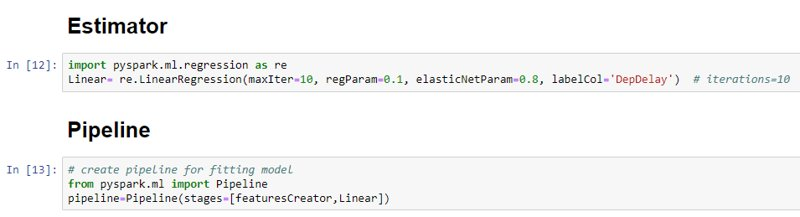 Estimator
In [12]: import pyspark.ml.regression as re
Linear= re.LinearRegression(maxIter=10, regParam=0.1, elasticNetParam=0.8, labelCol='DepDelay')  # iterations=10
Pipeline
In [13]: # create pipeline for fitting model
from pyspark.ml import Pipeline
pipeline=Pipeline(stages=[featuresCreator,Linear])